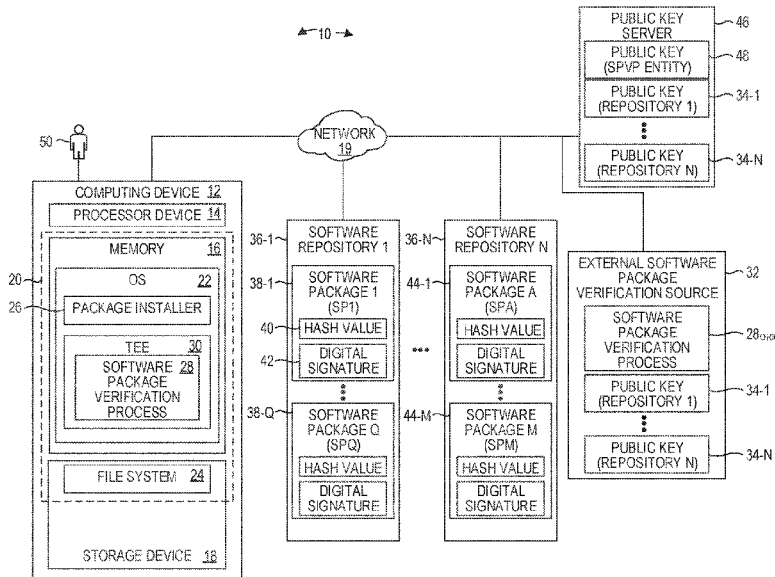 10
50
NETWORK
19
PUBLIC KEY
SERVER
46
PUBLIC KEY
(SPVP ENTITY)
48
PUBLIC KEY
(REPOSITORY 1)
34-1
PUBLIC KEY
(REPOSITORY N)
34-N
COMPUTING DEVICE 12
PROCESSOR DEVICE 14
MEMORY 16
20
OS 22
26
PACKAGE INSTALLER
TEE 30
SOFTWARE 28
PACKAGE
VERIFICATION
PROCESS
FILE SYSTEM 24
STORAGE DEVICE 18
36-1
SOFTWARE
REPOSITORY 1
38-1
SOFTWARE
PACKAGE 1
(SP1)
40
HASH VALUE
42
DIGITAL
SIGNATURE
38-Q
SOFTWARE
PACKAGE Q
(SPQ)
HASH VALUE
DIGITAL
SIGNATURE
36-N
SOFTWARE
REPOSITORY N
44-1
SOFTWARE
PACKAGE A
(SPA)
HASH VALUE
DIGITAL
SIGNATURE
44-M
SOFTWARE
PACKAGE M
(SPM)
HASH VALUE
DIGITAL
SIGNATURE
EXTERNAL SOFTWARE
PACKAGE
VERIFICATION SOURCE
32
SOFTWARE
PACKAGE
VERIFICATION
PROCESS
28ORG
PUBLIC KEY
(REPOSITORY 1)
34-1
PUBLIC KEY
(REPOSITORY N)
34-N